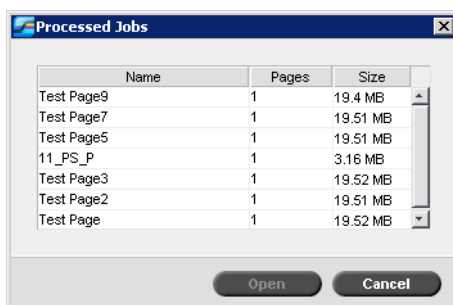 Processed Jobs
Name Pages Size
Test Page9 1 19.4 MB
Test Page7 1 19.51 MB
Test Page5 1 19.51 MB
11_PS_P 1 3.16 MB
Test Page3 1 19.52 MB
Test Page2 1 19.51 MB
Test Page 1 19.52 MB
Open Cancel